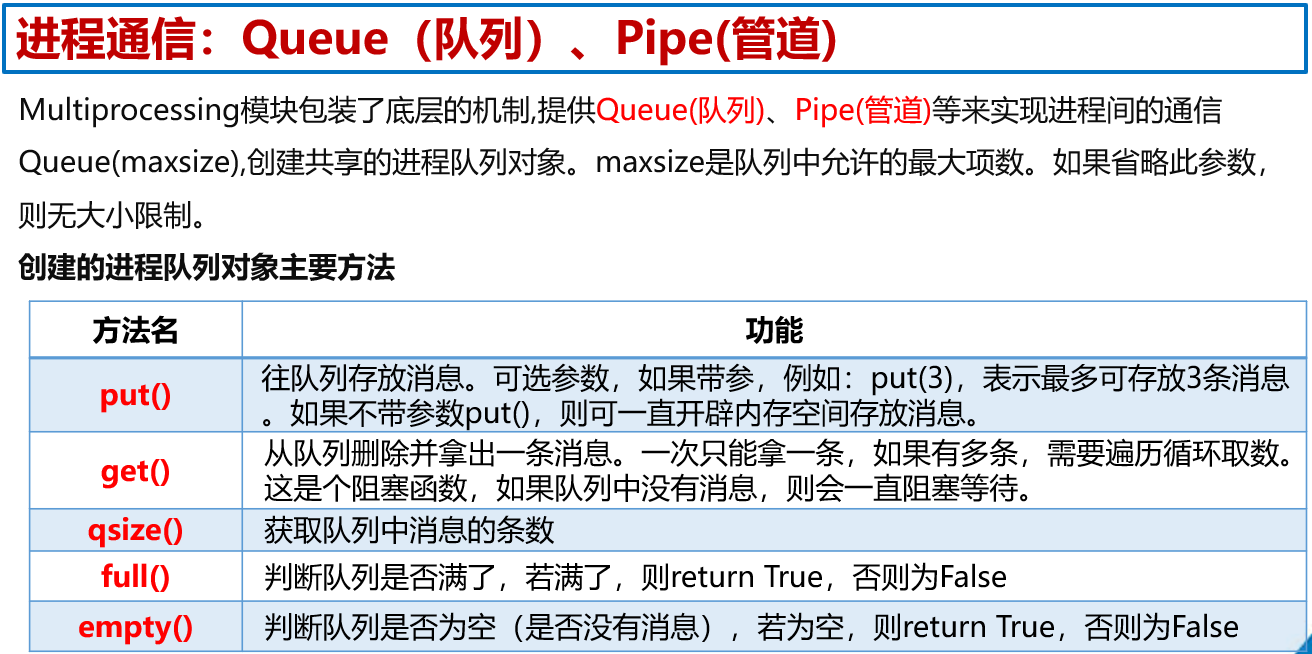 进程通信：Queue（队列）、Pipe(管道)
Multiprocessing模块包装了底层的机制,提供Queue(队列)、Pipe(管道)等来实现进程间的通信
Queue(maxsize),创建共享的进程队列对象。maxsize是队列中允许的最大项数。如果省略此参数，
则无大小限制。
创建的进程队列对象主要方法
方法名 功能
put() 往队列存放消息。可选参数，如果带参，例如：put(3)，表示最多可存放3条消息
。如果不带参数put()，则可一直开辟内存空间存放消息。
get() 从队列删除并拿出一条消息。一次只能拿一条，如果有多条，需要遍历循环取数。
这是个阻塞函数，如果队列中没有消息，则会一直阻塞等待。
qsize() 获取队列中消息的条数
full() 判断队列是否满了，若满了，则return True，否则为False
empty() 判断队列是否为空（是否没有消息），若为空，则return True，否则为False